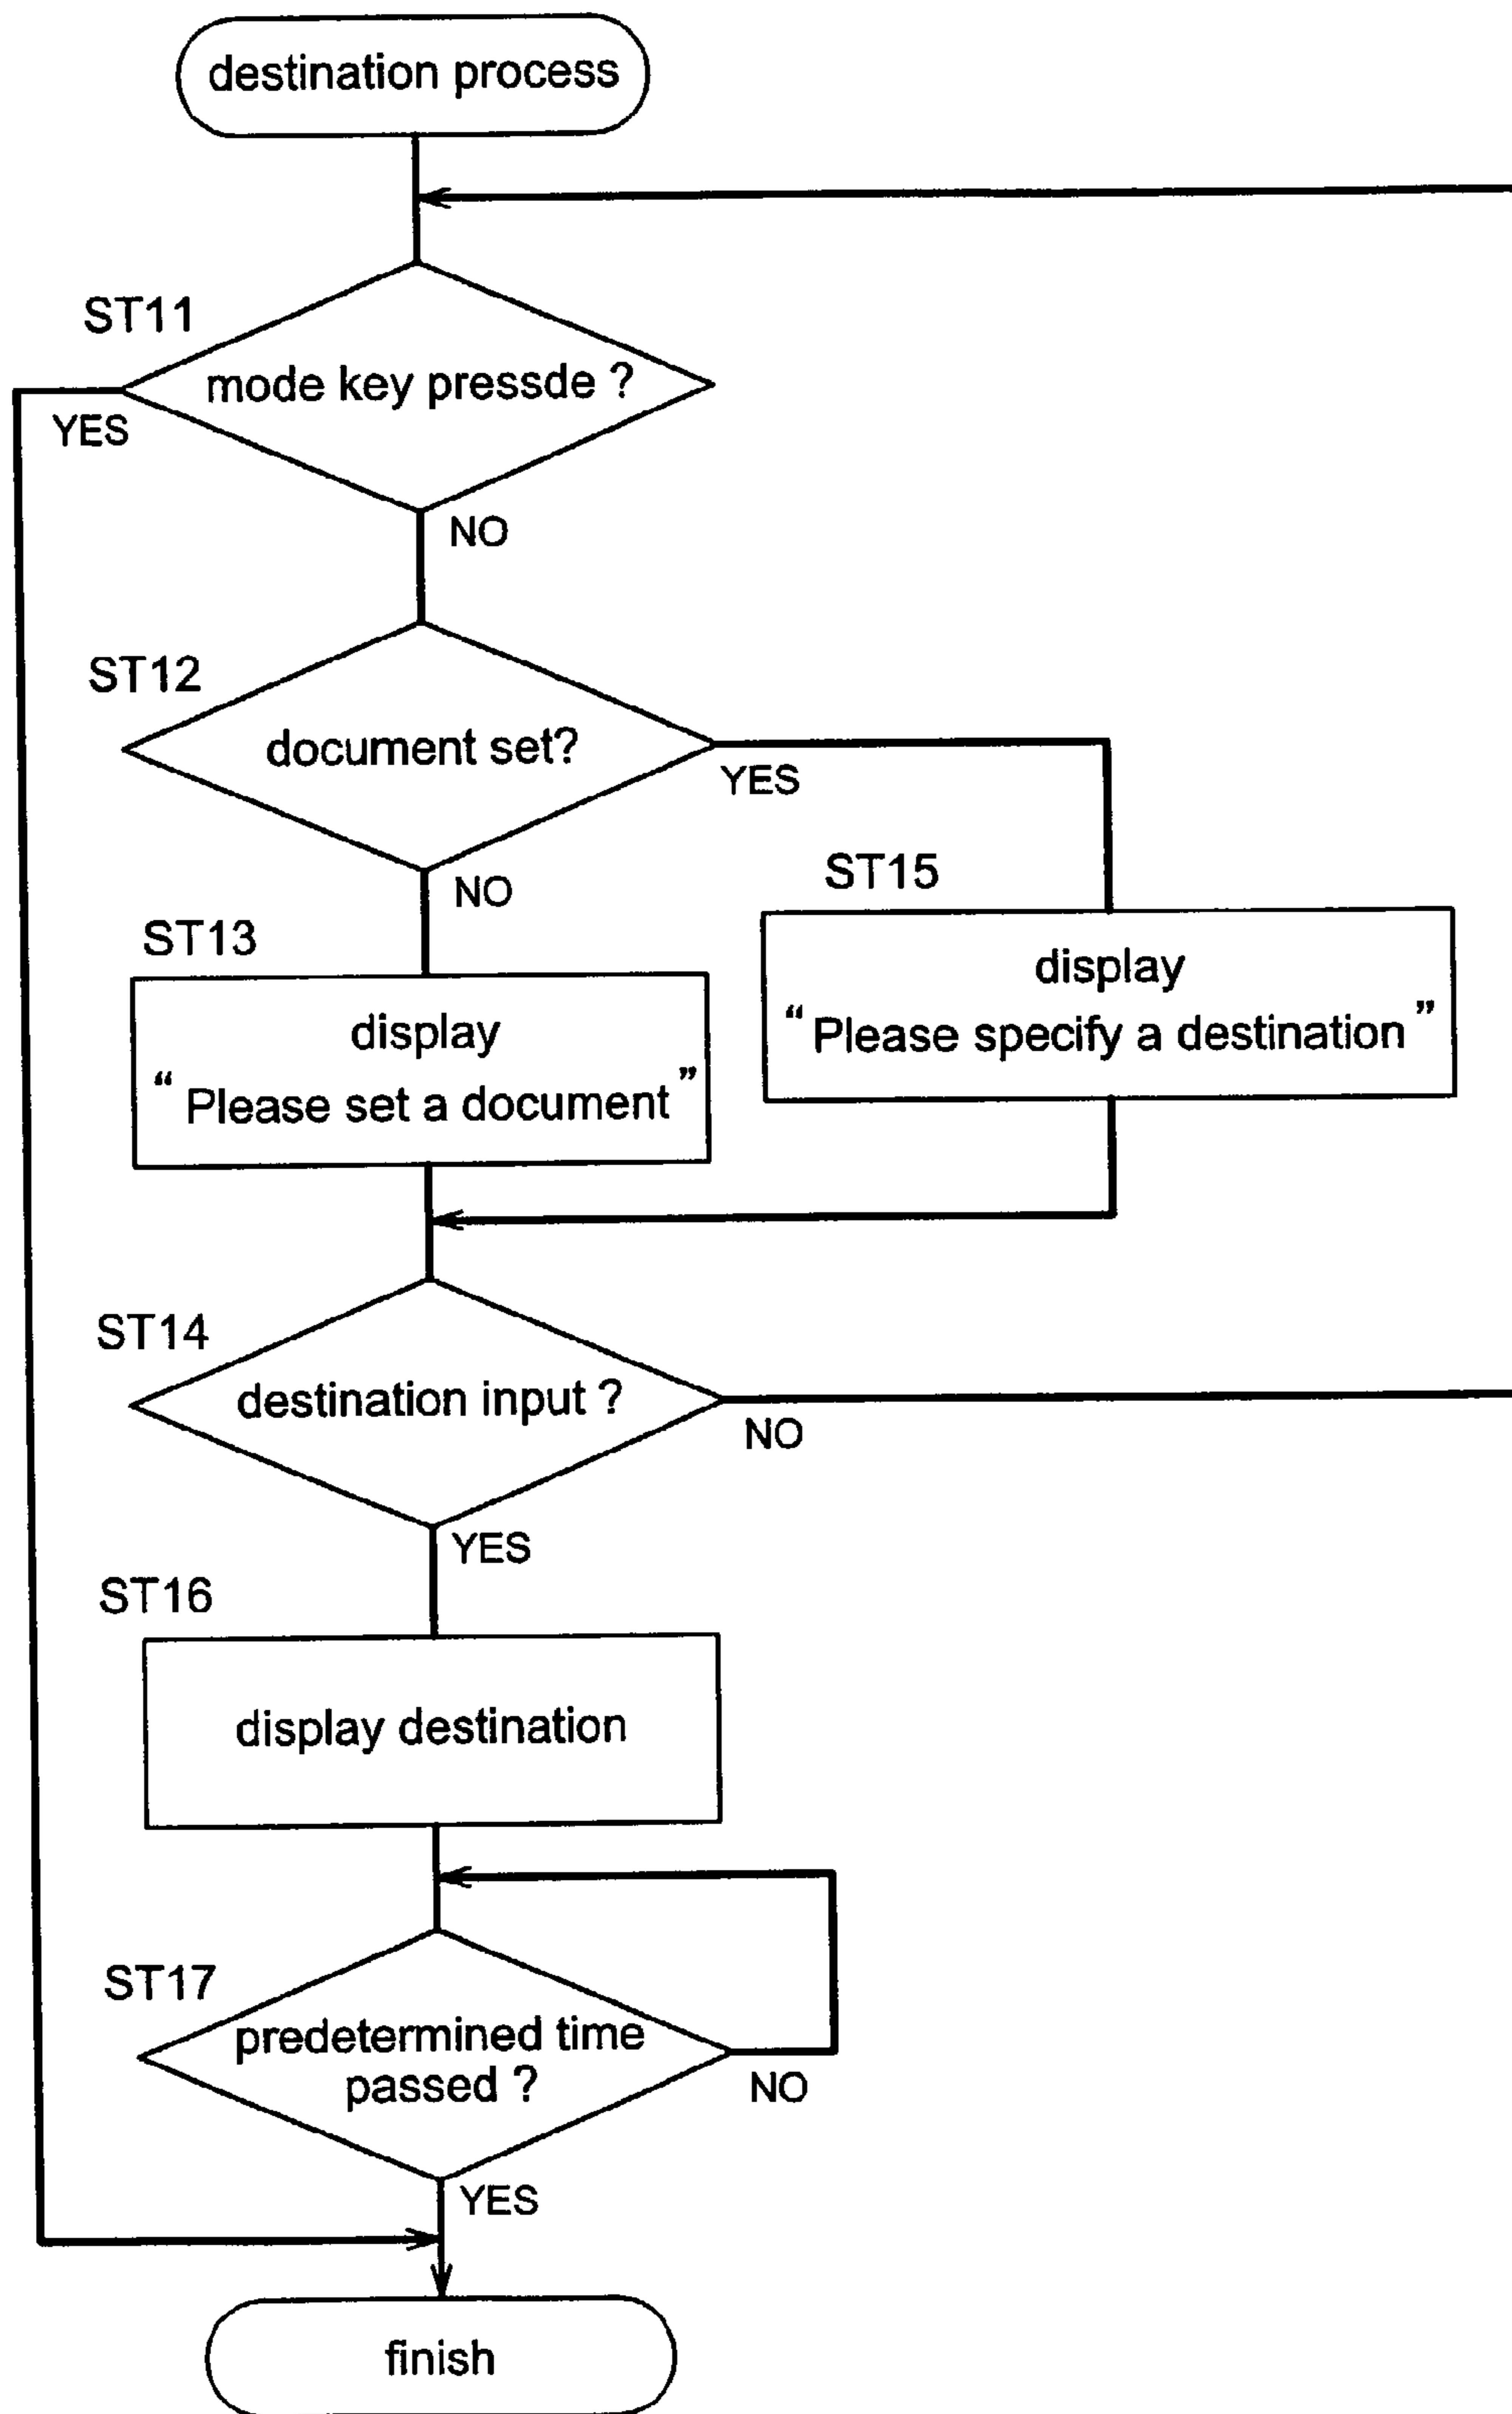 destination process
ST11
mode key pressde ?
YES
NO
ST12
document set?
YES
NO
ST15
ST13
display
“ Please specify a destination ”
display
“ Please set a document ”
ST14
destination input ?
NO
YES
ST16
display destination
ST17
predetermined time
passed ?
NO
YES
finish